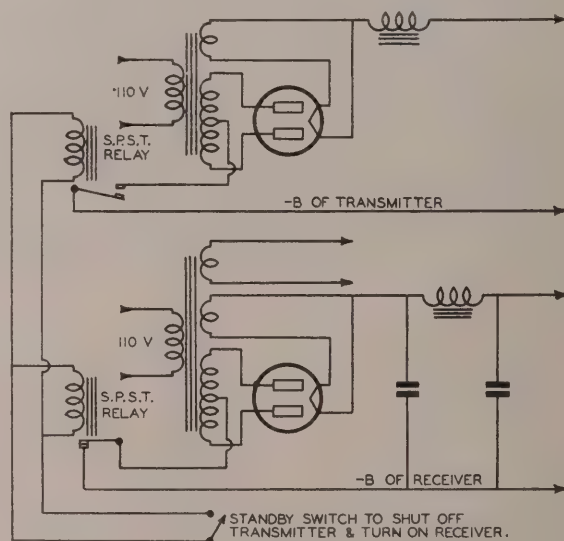 110 V
S.P.S.T.
RELAY
-B OF TRANSMITTER
110 V
S.P.S.T.
RELAY
-B OF RECEIVER
STANDBY SWITCH TO SHUT OFF
TRANSMITTER & TURN ON RECEIVER.